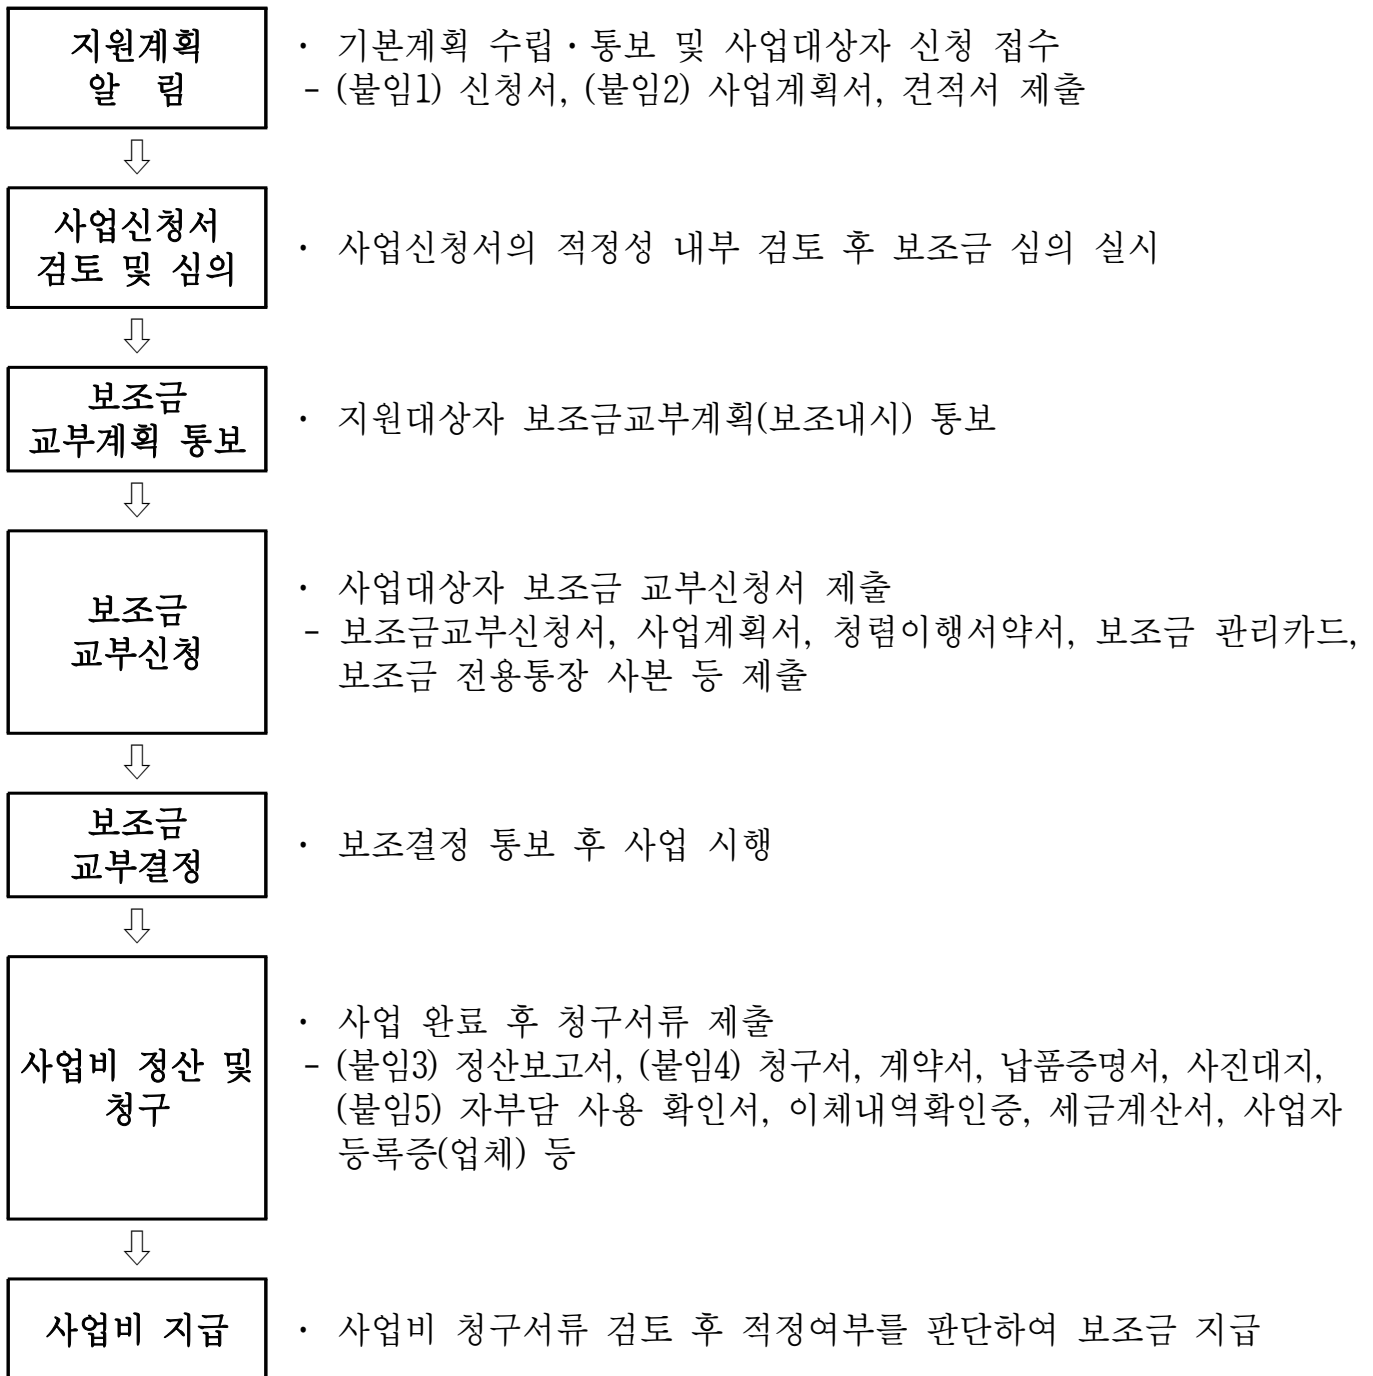 지원계획
알 림
· 기본계획 수립·통보 및 사업대상자 신청 접수
- (붙임1) 신청서, (붙임2) 사업계획서, 견적서 제출
사업신청서
검토 및 심의
· 사업신청서의 적정성 내부 검토 후 보조금 심의 실시
보조금
교부계획 통보
· 지원대상자 보조금교부계획(보조내시) 통보
보조금
교부신청
· 사업대상자 보조금 교부신청서 제출
- 보조금교부신청서, 사업계획서, 청렴이행서약서, 보조금 관리카드,
보조금 전용통장 사본 등 제출
보조금
교부결정
· 보조결정 통보 후 사업 시행
사업비 정산 및
청구
· 사업 완료 후 청구서류 제출
- (붙임3) 정산보고서, (붙임4) 청구서, 계약서, 납품증명서, 사진대지,
(붙임5) 자부담 사용 확인서, 이체내역확인증, 세금계산서, 사업자
등록증(업체) 등
사업비 지급
· 사업비 청구서류 검토 후 적정여부를 판단하여 보조금 지급